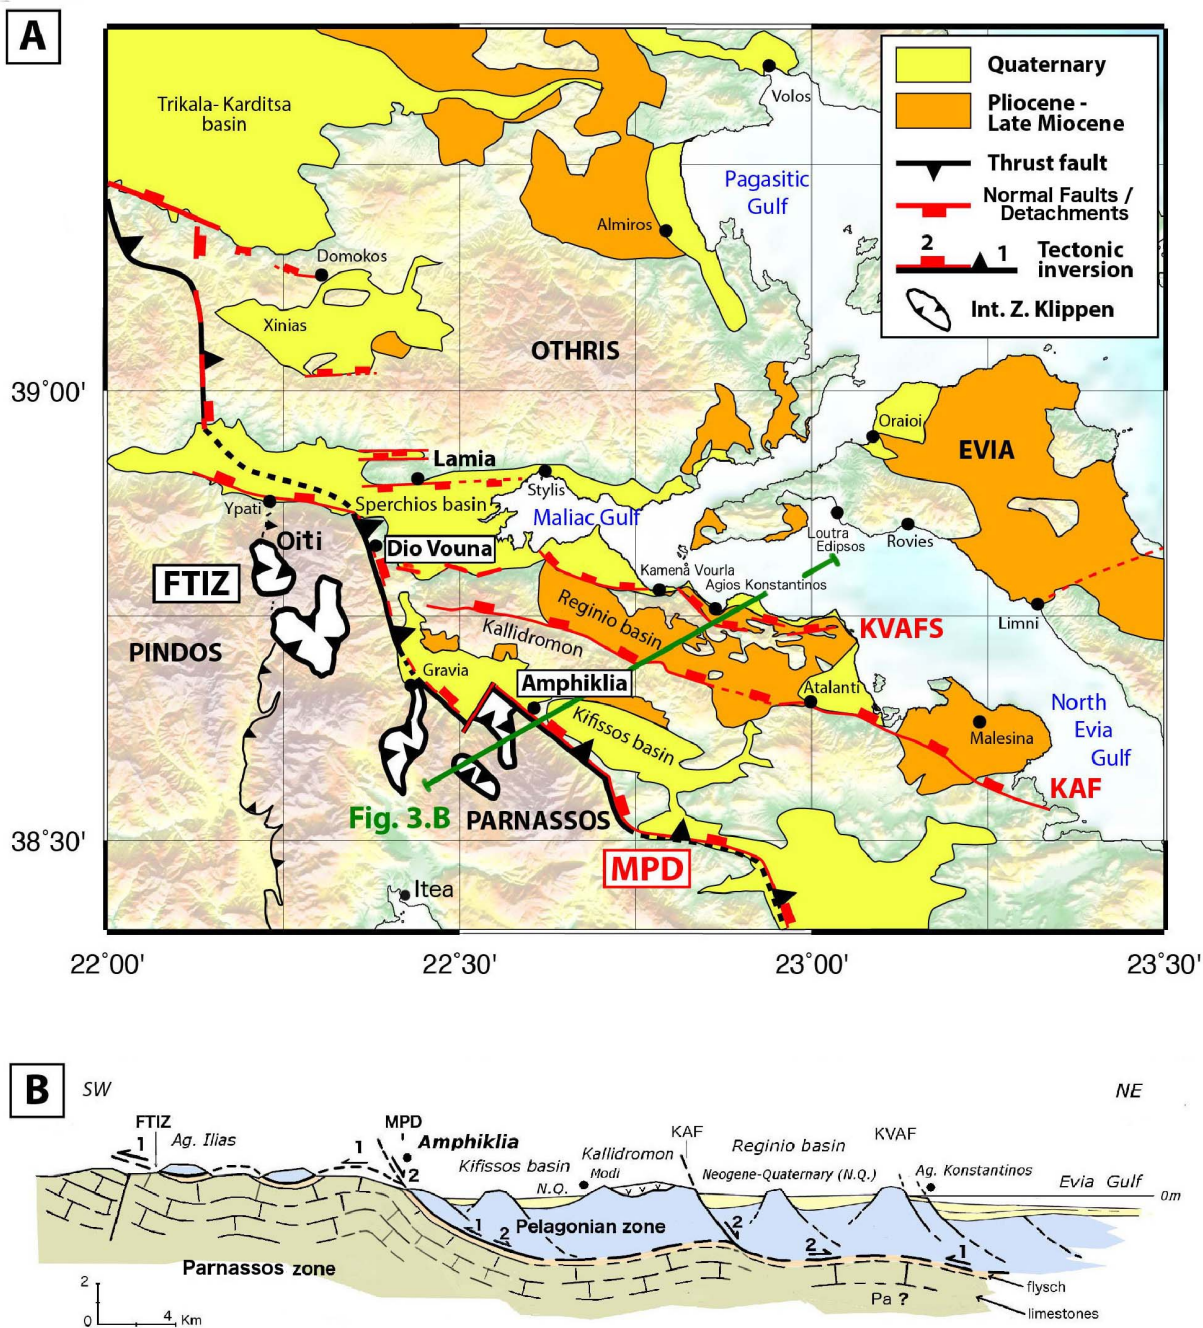 A
Trikala-Karditsa
basin
Volos
Pagasitic
Gulf
Almiros
Domokos
Xinias
OTHRIS
Quaternary
Pliocene -
Late Miocene
Thrust fault
Normal Faults /
Detachments
2
1
Tectonic
inversion
Int. Z. Klippen
39°00'
Oraioi
EVIA
Lamia
Stylis
Ypati
Sperchios basin
Maliac Gulf
Loutra
Edipsos
Rovies
Oiti
Dio Vouna
Kamena Vourla
Agios Konstantinos
FTIZ
Reginio basin
Limni
PINDOS
Kallidromon
KVAFS
Gravia
Amphiklia
Atalanti
North
Evia
Gulf
Kifissos basin
Malesina
KAF
Fig. 3.B
PARNASSOS
38°30'
MPD
Itea
22°00'
22°30'
23°00'
23°30'
B
SW
NE
FTIZ
1
Ag. Ilias
1
MPD
Amphiklia
2
Kifissos basin
N.Q.
Kallidromon
Modi
KAF
Reginio basin
Neogene-Quaternary (N.Q.)
KVAF
Ag. Konstantinos
Evia Gulf
0m
1
2
Pelagonian zone
2
2
1
Parnassos zone
Pa ?
flysch
limestones
2
0
4 Km